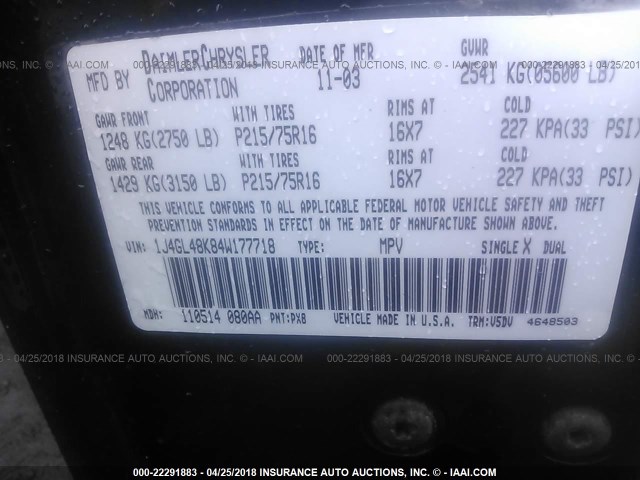 MFD BY DAIMLERCHRYSLER CORPORATION DATE OF MFR 11-03 GVWR 2541 KG(05600 LB)
GAWR FRONT WITH TIRES RIMS AT COLD
1248 KG(2750 LB) P215/75R16 16X7 227 KPA(33 PSI)
GAWR REAR WITH TIRES RIMS AT COLD
1429 KG(3150 LB) P215/75R16 16X7 227 KPA(33 PSI)
THIS VEHICLE CONFORMS TO ALL APPLICABLE FEDERAL MOTOR VEHICLE SAFETY AND THEFT
PREVENTION STANDARDS IN EFFECT ON THE DATE OF MANUFACTURE SHOWN ABOVE.
VIN: 1J4GL48K84W177718 TYPE: MPV SINGLE X DUAL
MDH: 110514 080AA PNT:PX8 VEHICLE MADE IN U.S.A. TRM:V5DV 4648503
000-22291883 - 04/25/2018 INSURANCE AUTO AUCTIONS, INC. - © - IAAI.COM